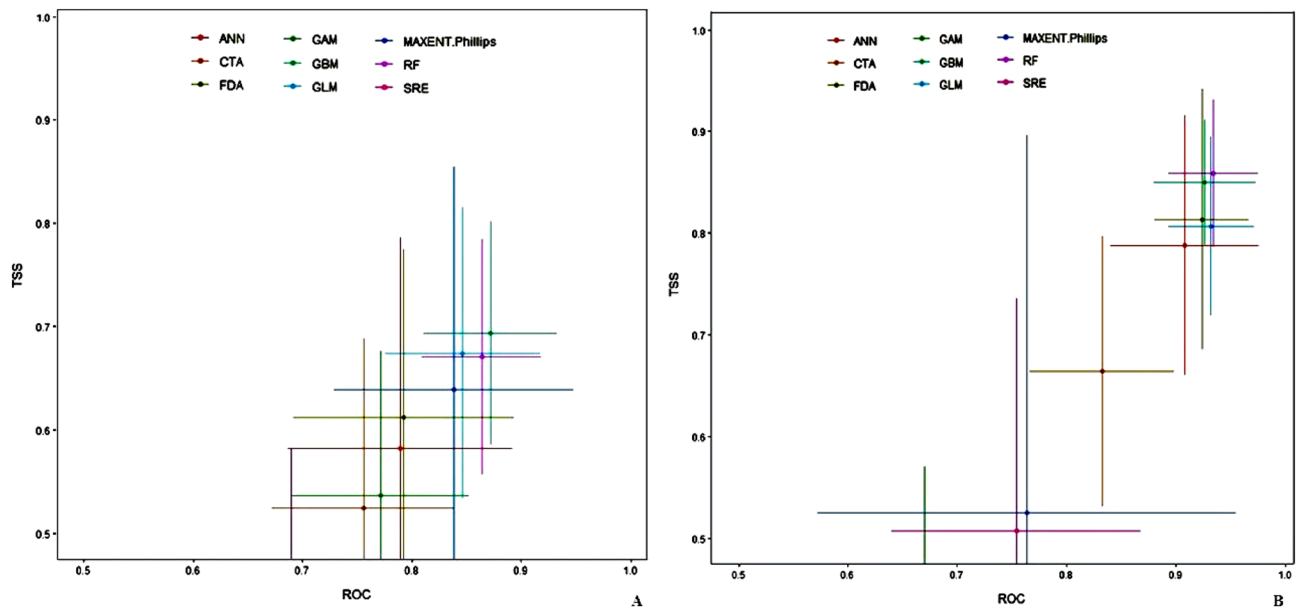 1.0
0.9
0.8
0.7
0.6
0.5
TSS
ANN
CTA
FDA
GAM
GBM
GLM
MAXENT.Phillips
RF
SRE
0.5 0.6 0.7 0.8 0.9 1.0
ROC
A
1.0
0.9
0.8
0.7
0.6
0.5
TSS
ANN
CTA
FDA
GAM
GBM
GLM
MAXENT.Phillips
RF
SRE
0.5 0.6 0.7 0.8 0.9 1.0
ROC
B